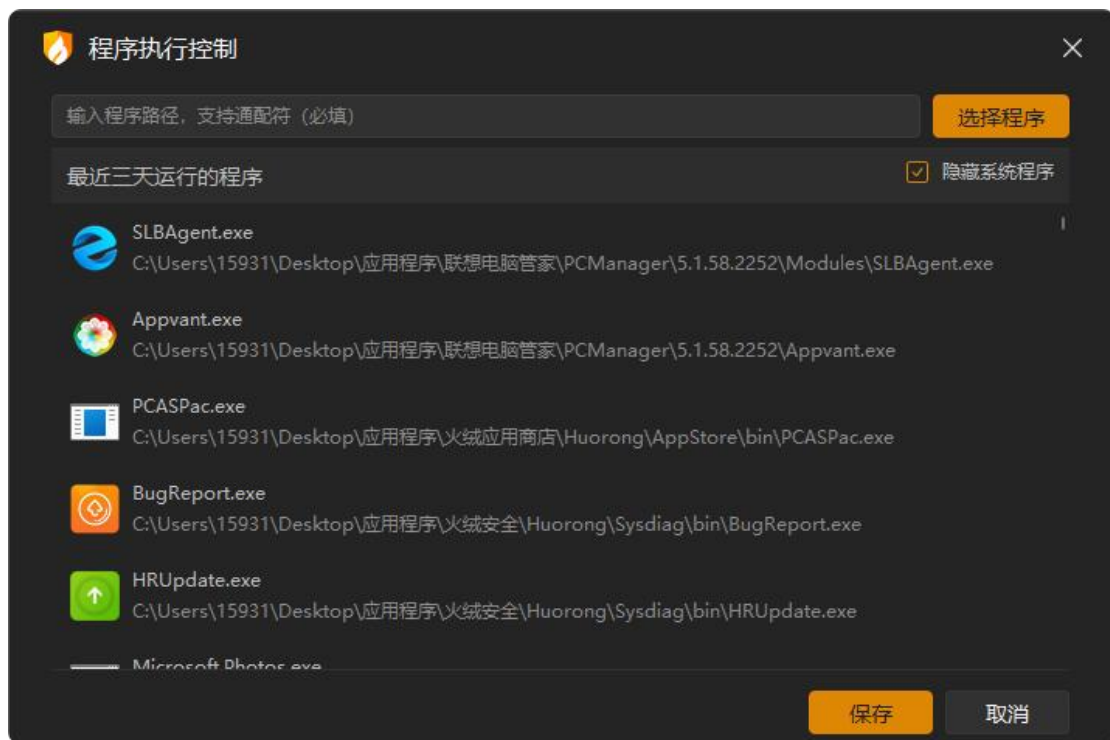 程序执行控制
输入程序路径，支持通配符（必填）
选择程序
最近三天运行的程序
隐藏系统程序
SLBAgent.exe
C:\Users\15931\Desktop\应用程序\联想电脑管家\PCManager\5.1.58.2252\Modules\SLBAgent.exe
Appvant.exe
C:\Users\15931\Desktop\应用程序\联想电脑管家\PCManager\5.1.58.2252\Appvant.exe
PCASPac.exe
C:\Users\15931\Desktop\应用程序\火绒应用商店\Huorong\AppStore\bin\PCASPac.exe
BugReport.exe
C:\Users\15931\Desktop\应用程序\火绒安全\Huorong\Sysdiag\bin\BugReport.exe
HRUpdate.exe
C:\Users\15931\Desktop\应用程序\火绒安全\Huorong\Sysdiag\bin\HRUpdate.exe
Microsoft.Photos.exe
保存
取消